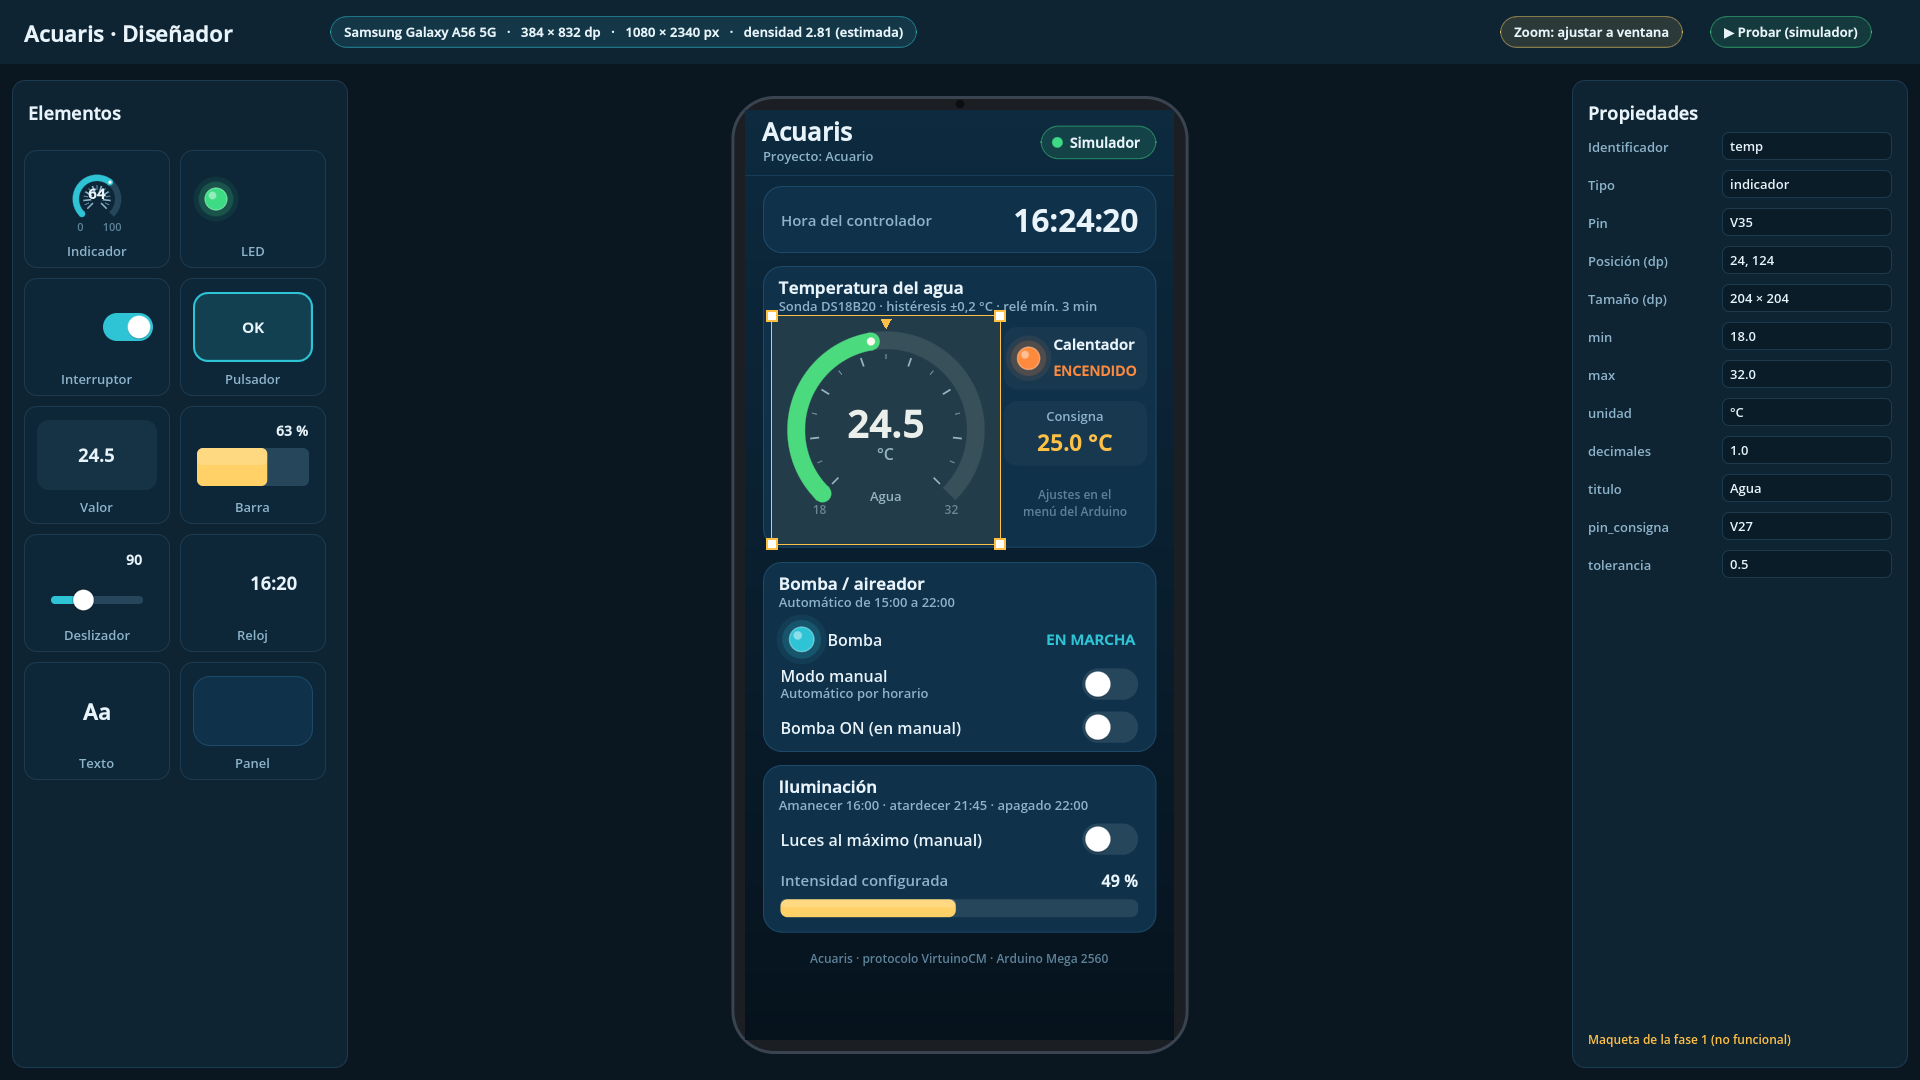 Acuaris · Diseñador
Samsung Galaxy A56 5G · 384 × 832 dp · 1080 × 2340 px · densidad 2.81 (estimada)
Zoom: ajustar a ventana
▶ Probar (simulador)
Elementos
64
0 100
Indicador
LED
Interruptor
OK
Pulsador
24.5
Valor
63 %
Barra
90
Deslizador
16:20
Reloj
Aa
Texto
Panel
Acuaris
Proyecto: Acuario
Simulador
Hora del controlador
16:24:20
Temperatura del agua
Sonda DS18B20 · histéresis ±0,2 °C · relé mín. 3 min
24.5
°C
Agua
18 32
Calentador
ENCENDIDO
Consigna
25.0 °C
Ajustes en el
menú del Arduino
Bomba / aireador
Automático de 15:00 a 22:00
Bomba
EN MARCHA
Modo manual
Automático por horario
Bomba ON (en manual)
Iluminación
Amanecer 16:00 · atardecer 21:45 · apagado 22:00
Luces al máximo (manual)
Intensidad configurada
49 %
Acuaris · protocolo VirtuinoCM · Arduino Mega 2560
Propiedades
Identificador temp
Tipo indicador
Pin V35
Posición (dp) 24, 124
Tamaño (dp) 204 × 204
min 18.0
max 32.0
unidad °C
decimales 1.0
titulo Agua
pin_consigna V27
tolerancia 0.5
Maqueta de la fase 1 (no funcional)